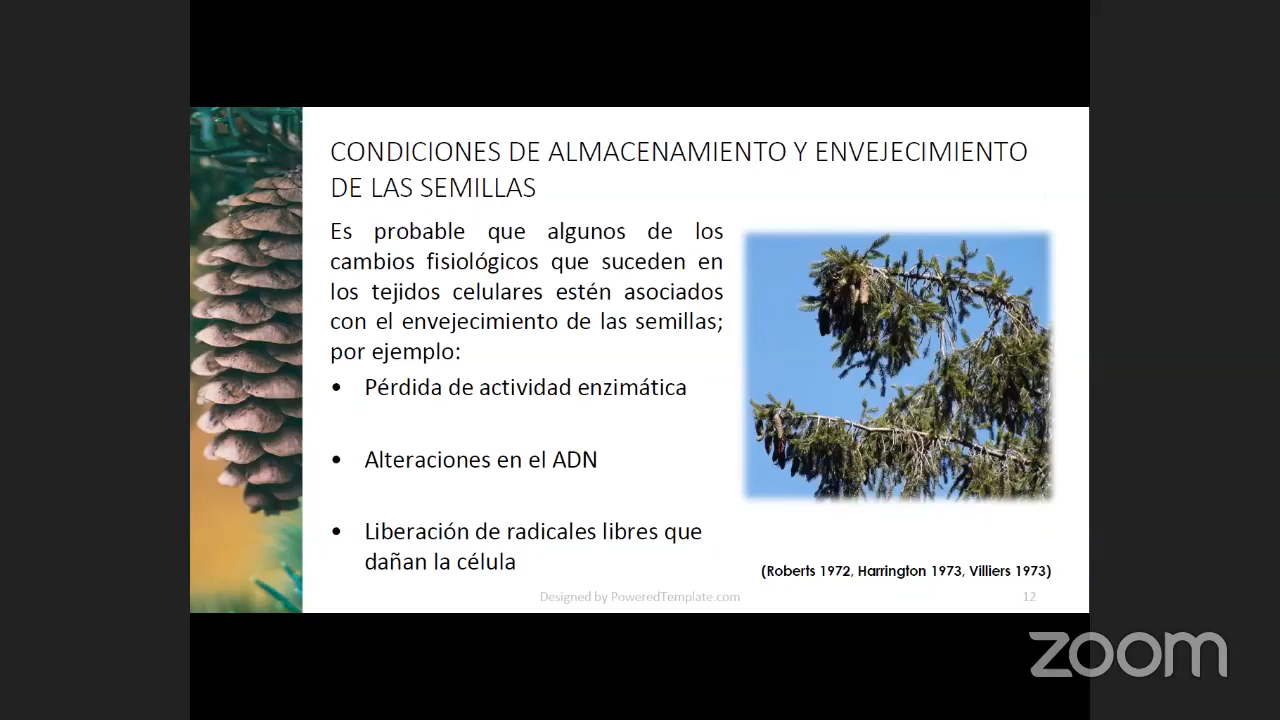 CONDICIONES DE ALMACENAMIENTO Y ENVEJECIMIENTO
DE LAS SEMILLAS
Es probable que algunos de los
cambios fisiológicos que suceden en
los tejidos celulares estén asociados
con el envejecimiento de las semillas;
por ejemplo:
• Pérdida de actividad enzimática
• Alteraciones en el ADN
• Liberación de radicales libres que
dañan la célula
(Roberts 1972, Harrington 1973, Villiers 1973)
Designed by PoweredTemplate.com
12
zoom